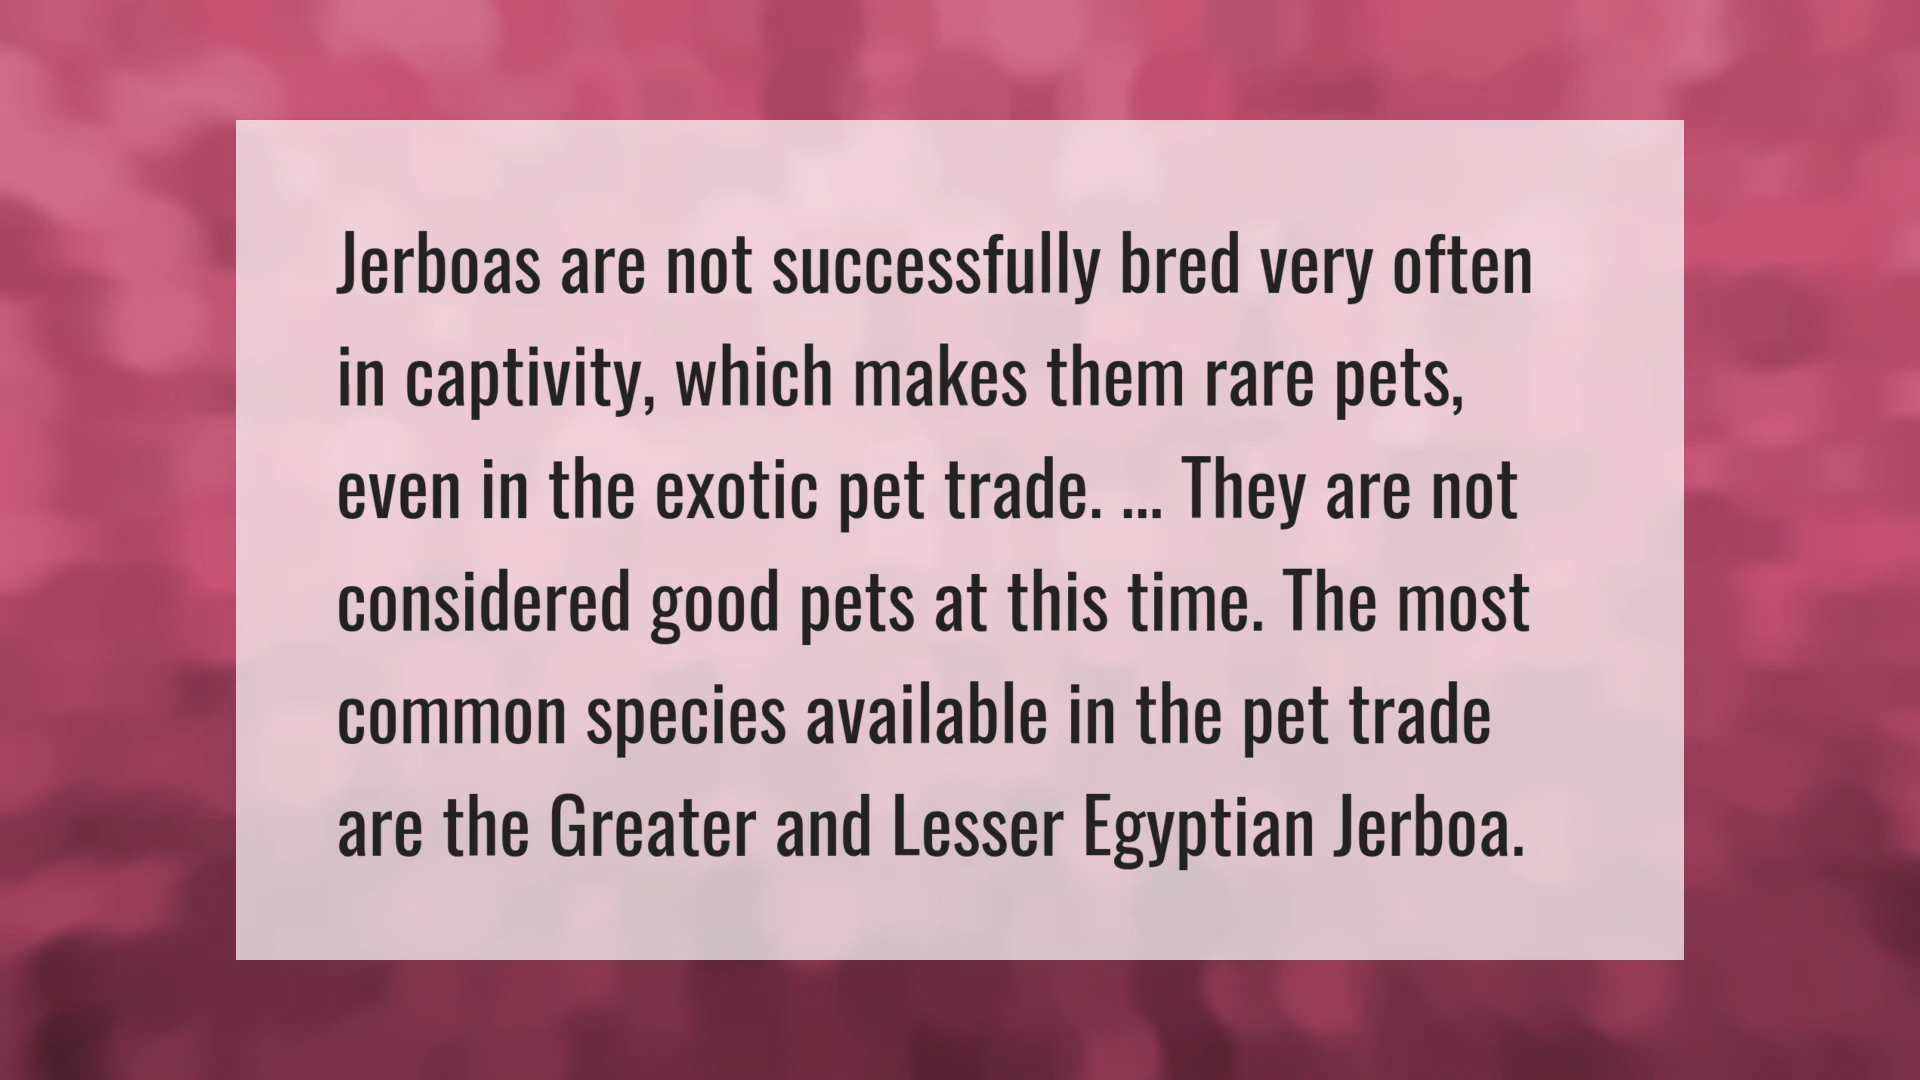 Jerboas are not successfully bred very often
in captivity, which makes them rare pets,
even in the exotic pet trade. ... They are not
considered good pets at this time. The most
common species available in the pet trade
are the Greater and Lesser Egyptian Jerboa.